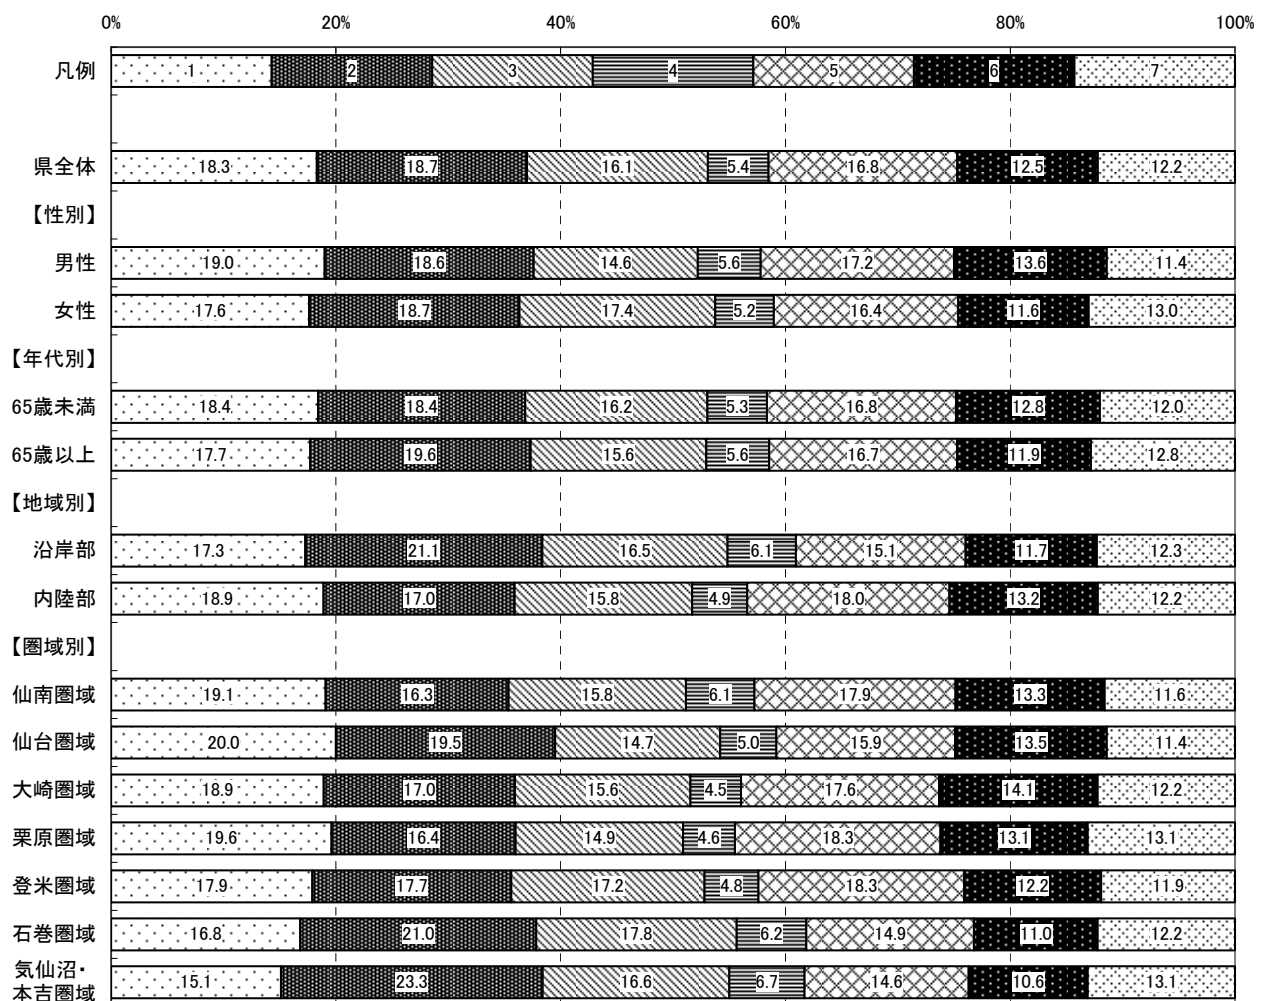 0% 20% 40% 60% 80% 100%
凡例 1 2 3 4 5 6 7
県全体 18.3 18.7 16.1 5.4 16.8 12.5 12.2
【性別】
男性 19.0 18.6 14.6 5.6 17.2 13.6 11.4
女性 17.6 18.7 17.4 5.2 16.4 11.6 13.0
【年代別】
65歳未満 18.4 18.4 16.2 5.3 16.8 12.8 12.0
65歳以上 17.7 19.6 15.6 5.6 16.7 11.9 12.8
【地域別】
沿岸部 17.3 21.1 16.5 6.1 15.1 11.7 12.3
内陸部 18.9 17.0 15.8 4.9 18.0 13.2 12.2
【圏域別】
仙南圏域 19.1 16.3 15.8 6.1 17.9 13.3 11.6
仙台圏域 20.0 19.5 14.7 5.0 15.9 13.5 11.4
大崎圏域 18.9 17.0 15.6 4.5 17.6 14.1 12.2
栗原圏域 19.6 16.4 14.9 4.6 18.3 13.1 13.1
登米圏域 17.9 17.7 17.2 4.8 18.3 12.2 11.9
石巻圏域 16.8 21.0 17.8 6.2 14.9 11.0 12.2
気仙沼・
本吉圏域 15.1 23.3 16.6 6.7 14.6 10.6 13.1